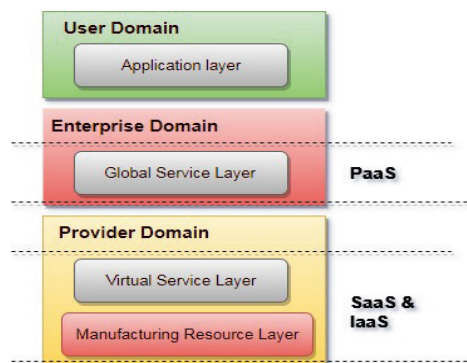 User Domain
Application layer
Enterprise Domain
Global Service Layer
PaaS
Provider Domain
Virtual Service Layer
SaaS &
IaaS
Manufacturing Resource Layer